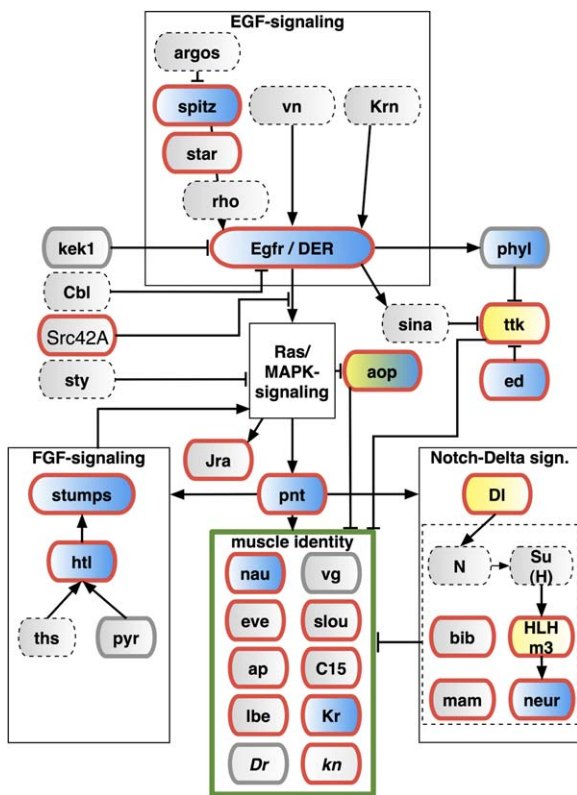 EGF-signaling
argos
spitz
vn
Krn
star
rho
kek1
Egfr / DER
phyl
Cbl
Src42A
sina
ttk
Ras/
MAPK-
signaling
sty
aop
ed
FGF-signaling
Jra
Notch-Delta sign.
stumps
pnt
Dl
muscle identity
htl
nau
vg
N
Su
(H)
ths
pyr
eve
slou
bib
HLH
m3
ap
C15
lbe
Kr
mam
neur
Dr
kn